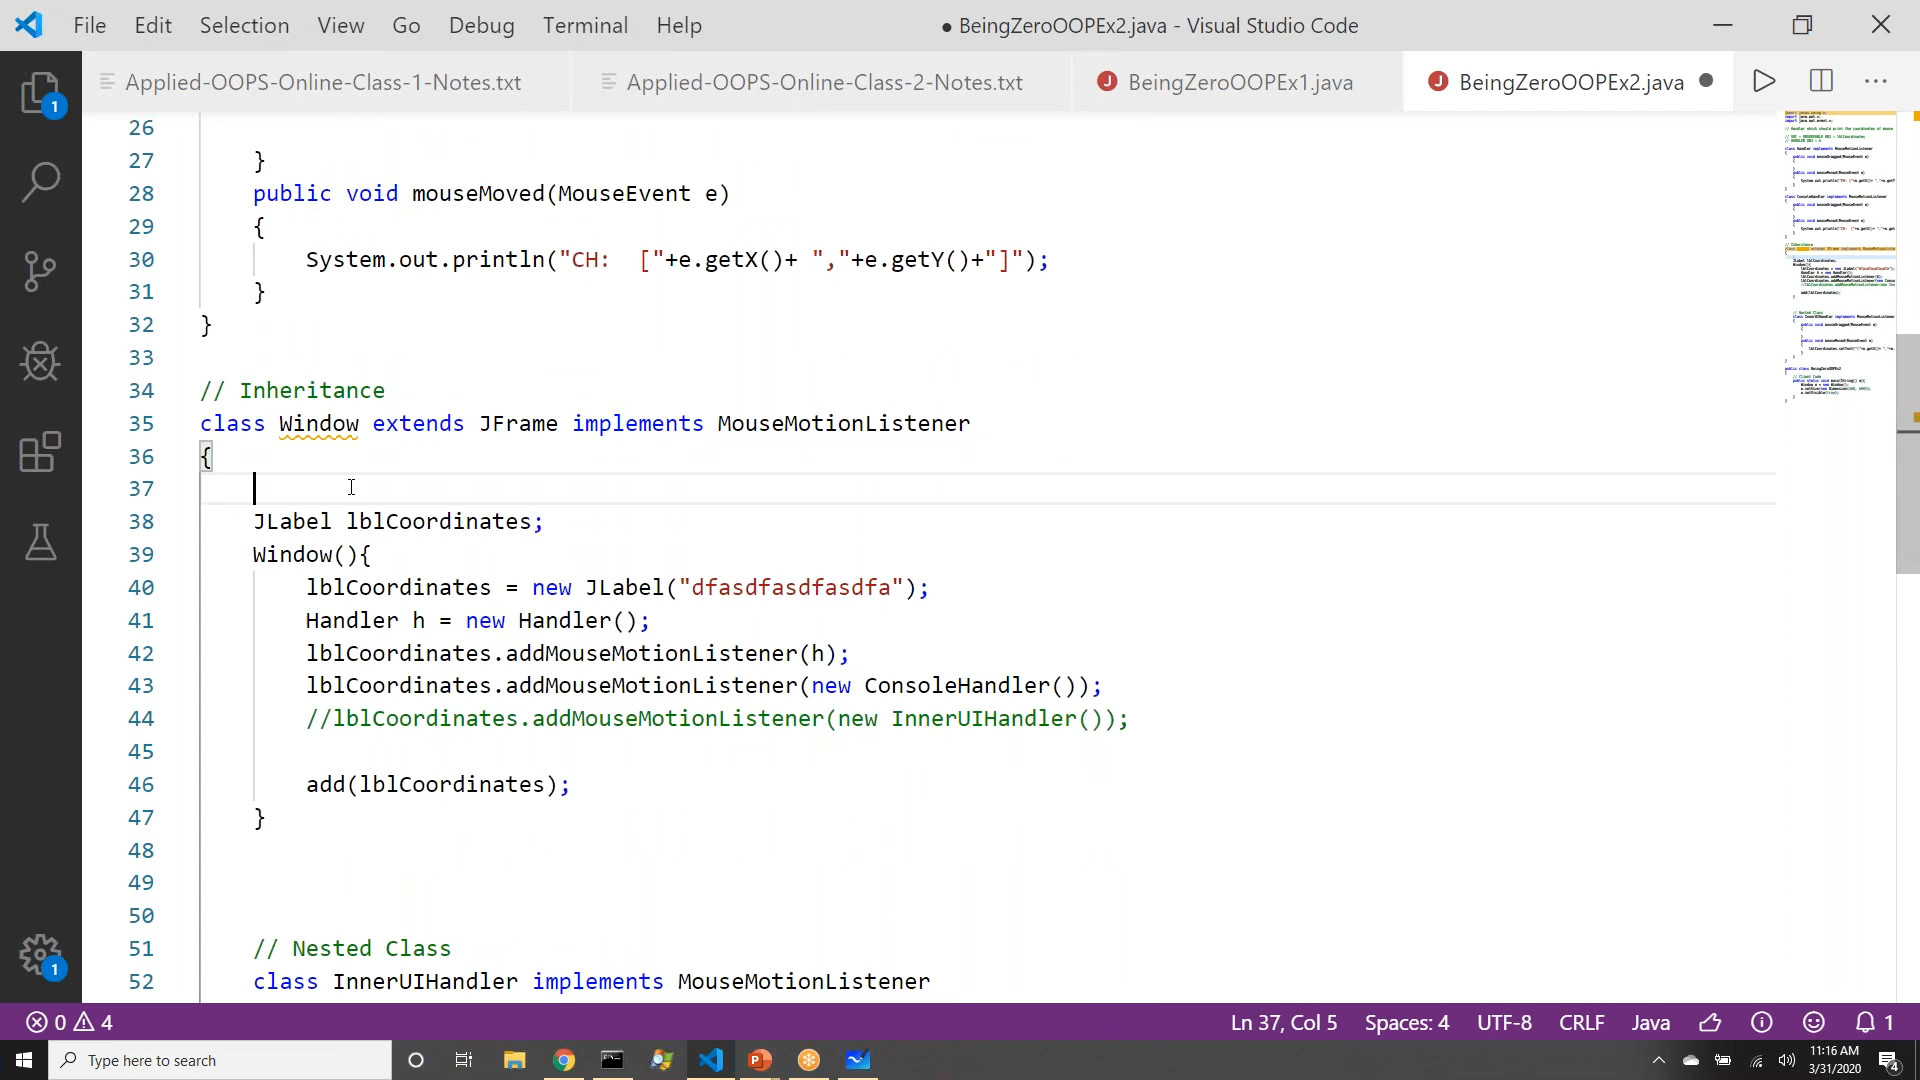 File Edit Selection View Go Debug Terminal Help
● BeingZeroOOPEx2.java - Visual Studio Code
Applied-OOPS-Online-Class-1-Notes.txt
Applied-OOPS-Online-Class-2-Notes.txt
J BeingZeroOOPEx1.java
J BeingZeroOOPEx2.java
1
26
27 }
28 public void mouseMoved(MouseEvent e)
29 {
30 System.out.println("CH:  ["+e.getX()+ ","+e.getY()+"]");
31 }
32 }
33
34 // Inheritance
35 class Window extends JFrame implements MouseMotionListener
36 {
37
38 JLabel lblCoordinates;
39 Window(){
40 lblCoordinates = new JLabel("dfasdfasdfasdfa");
41 Handler h = new Handler();
42 lblCoordinates.addMouseMotionListener(h);
43 lblCoordinates.addMouseMotionListener(new ConsoleHandler());
44 //lblCoordinates.addMouseMotionListener(new InnerUIHandler());
45
46 add(lblCoordinates);
47 }
48
49
50
51 // Nested Class
52 class InnerUIHandler implements MouseMotionListener
1
0 4
Ln 37, Col 5 Spaces: 4 UTF-8 CRLF Java 1
Type here to search
11:16 AM
3/31/2020
4